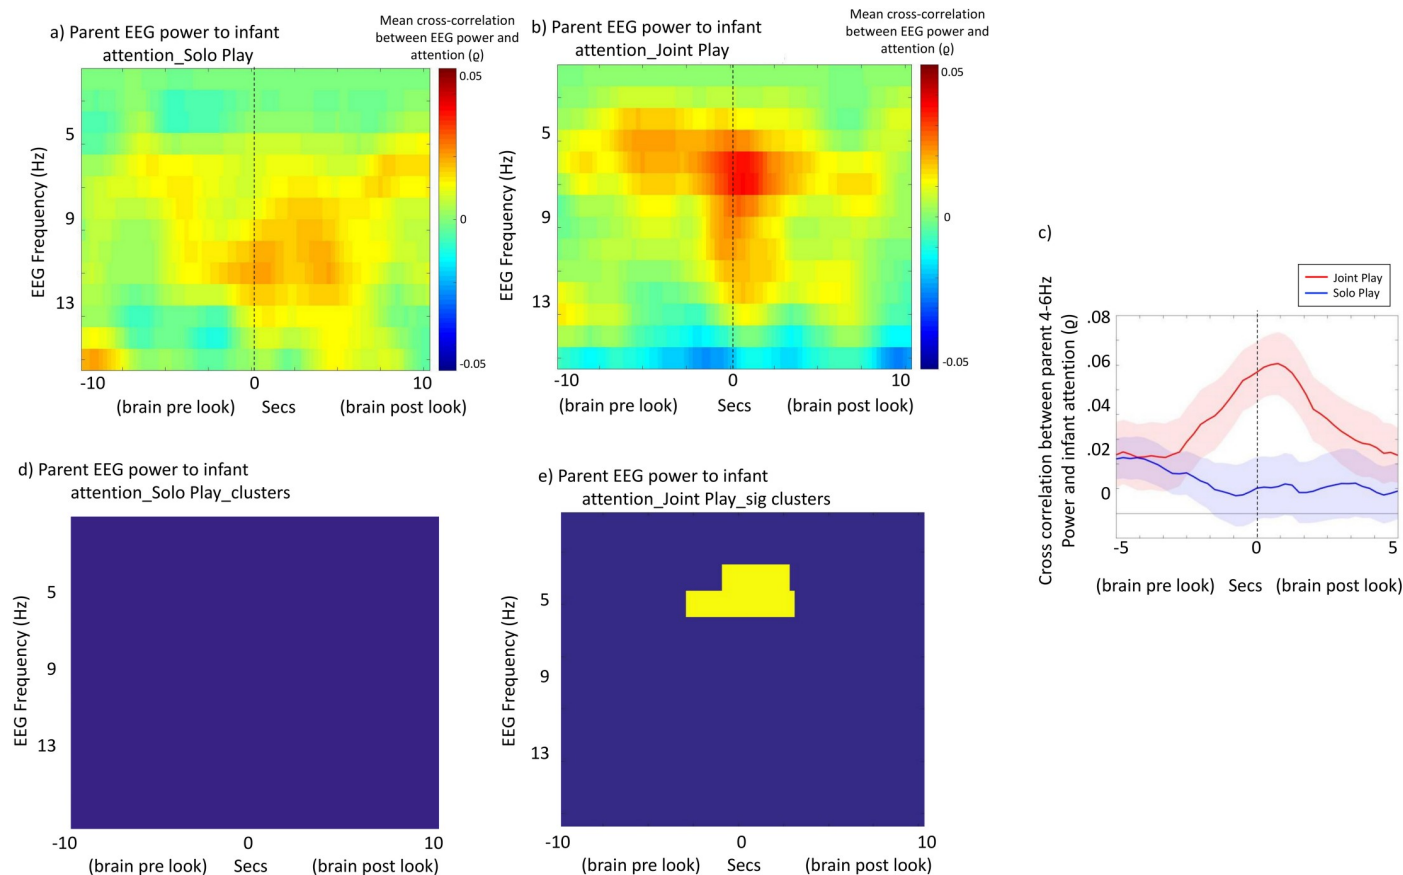 a) Parent EEG power to infant
attention_Solo Play
Mean cross-correlation
between EEG power and
attention (ƍ)
0.05
0
-0.05
EEG Frequency (Hz)
5
9
13
-10
0
10
(brain pre look)
Secs
(brain post look)
b) Parent EEG power to infant
attention_Joint Play
Mean cross-correlation
between EEG power and
attention (ƍ)
0.05
0
-0.05
EEG Frequency (Hz)
5
9
13
-10
0
10
(brain pre look)
Secs
(brain post look)
c)
Joint Play
Solo Play
Cross correlation between parent 4-6Hz
Power and infant attention (ƍ)
.08
.06
.04
.02
0
-5
0
5
(brain pre look)
Secs
(brain post look)
d) Parent EEG power to infant
attention_Solo Play_clusters
EEG Frequency (Hz)
5
9
13
-10
0
10
(brain pre look)
Secs
(brain post look)
e) Parent EEG power to infant
attention_Joint Play_sig clusters
EEG Frequency (Hz)
5
9
13
-10
0
10
(brain pre look)
Secs
(brain post look)